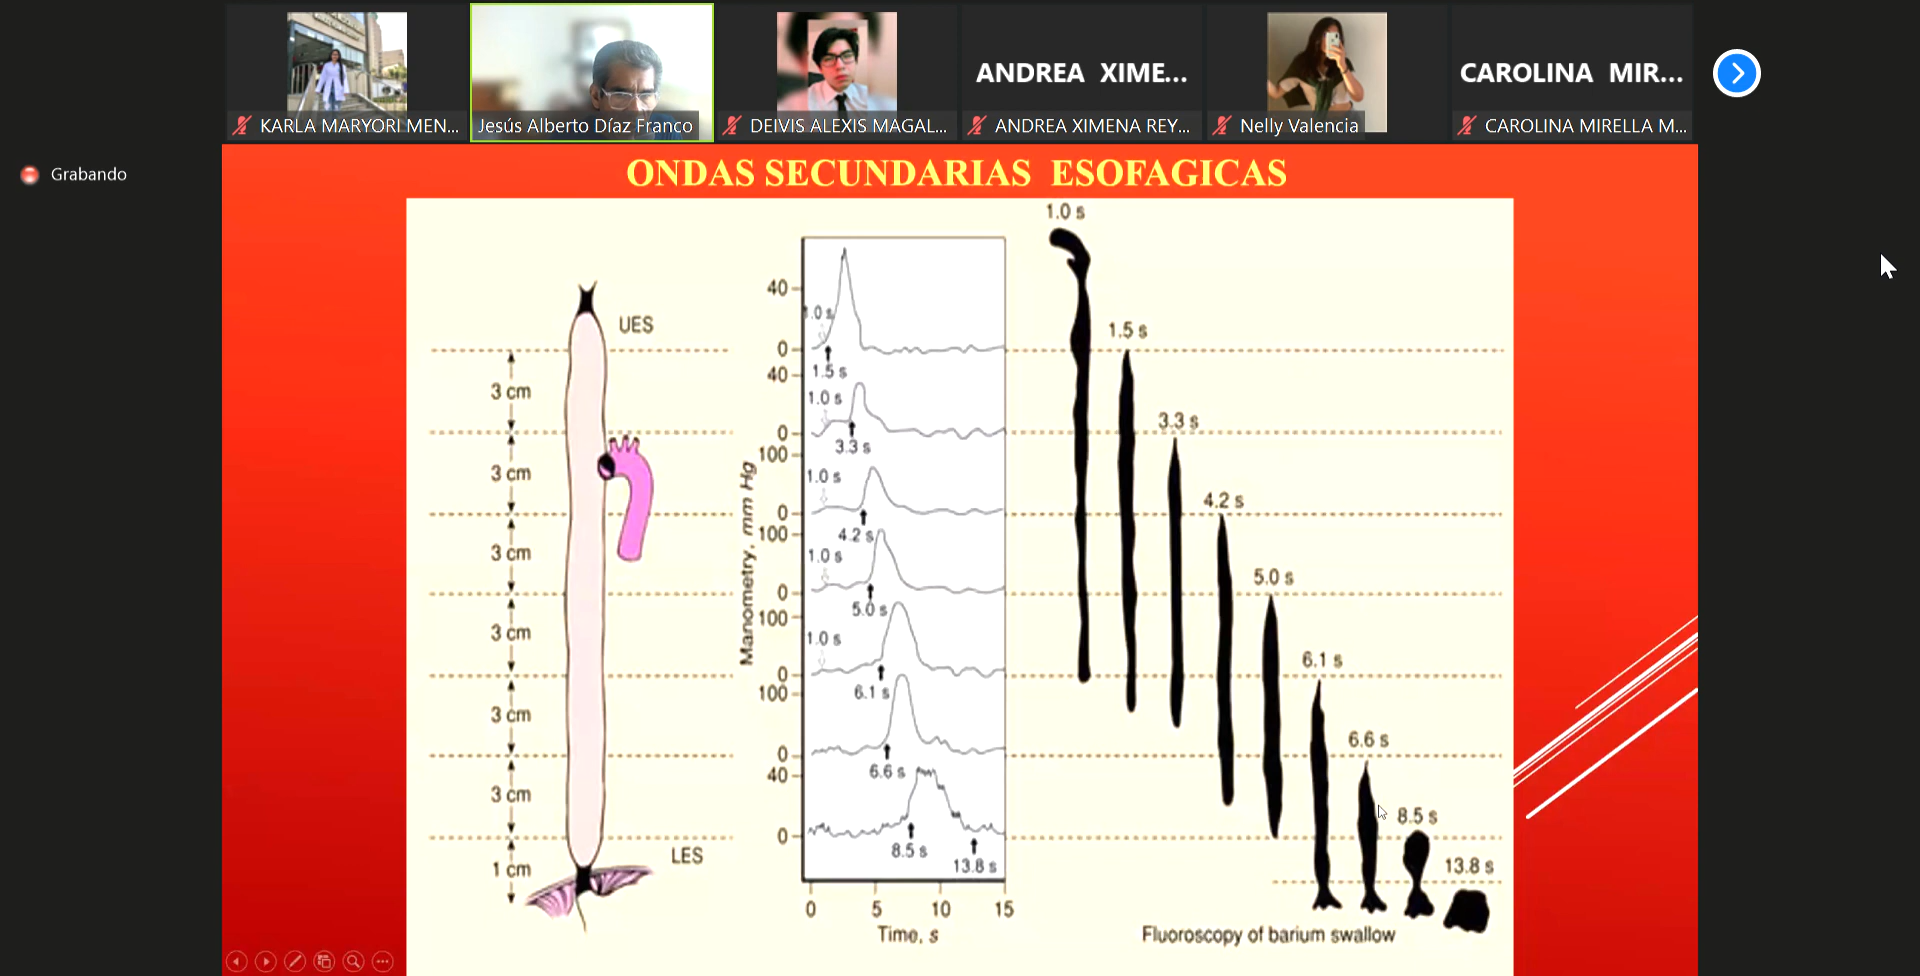 ANDREA XIME...
CAROLINA MIR...
KARLA MARYORI MEN...
Jesús Alberto Díaz Franco
DEIVIS ALEXIS MAGAL...
ANDREA XIMENA REY...
Nelly Valencia
CAROLINA MIRELLA M...
Grabando
ONDAS SECUNDARIAS ESOFAGICAS
UES
3 cm
3 cm
3 cm
3 cm
3 cm
3 cm
1 cm
LES
Manometry, mm Hg
40
1.0 s
0
1.5 s
40
1.0 s
0
3.3 s
100
1.0 s
0
4.2 s
100
1.0 s
0
5.0 s
100
1.0 s
0
6.1 s
100
0
6.6 s
40
0
8.5 s
13.8 s
0 5 10 15
Time, s
1.0 s
1.5 s
3.3 s
4.2 s
5.0 s
6.1 s
6.6 s
8.5 s
13.8 s
Fluoroscopy of barium swallow